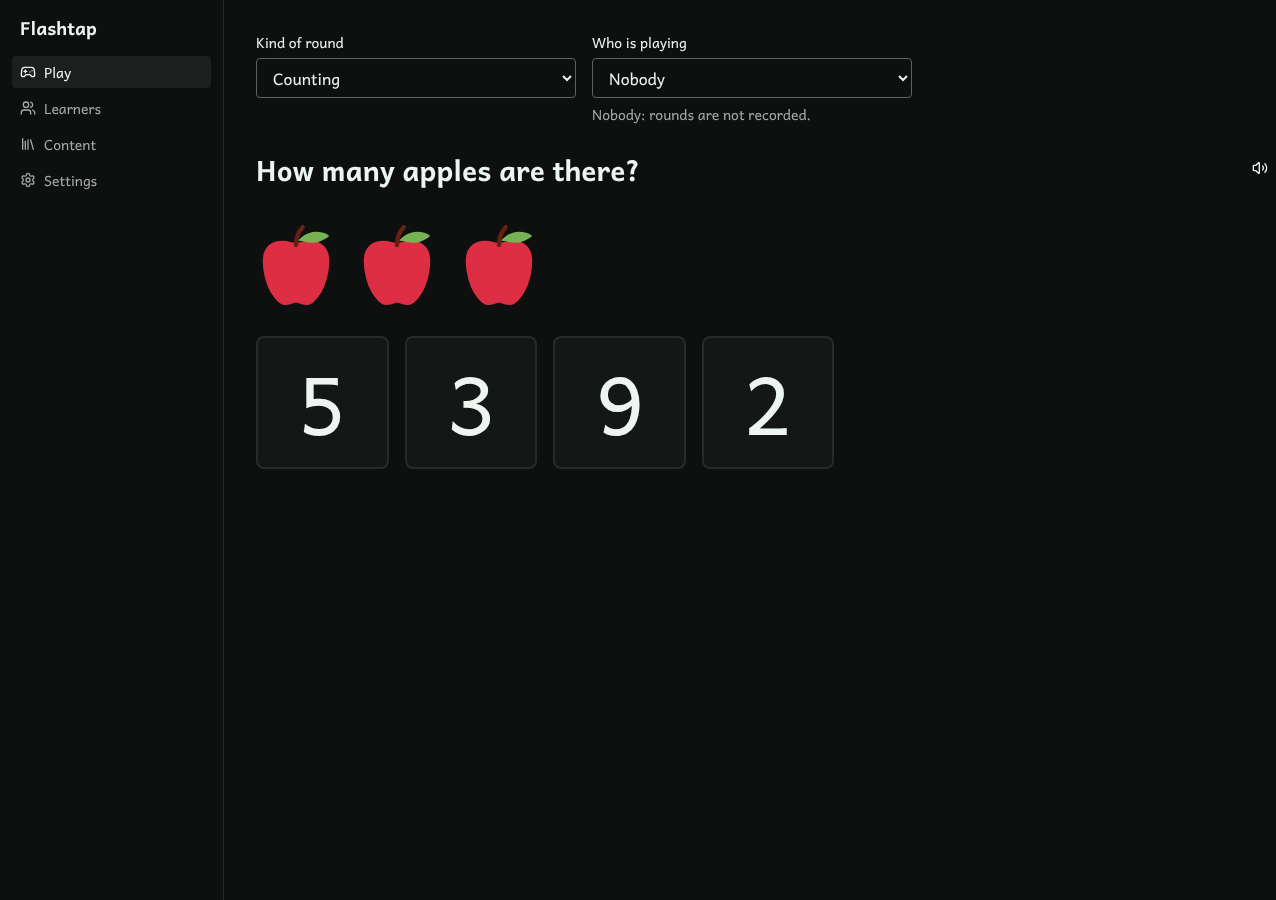 Flashtap
Play
Learners
Content
Settings
Kind of round
Counting
Who is playing
Nobody
Nobody: rounds are not recorded.
How many apples are there?
5 3 9 2